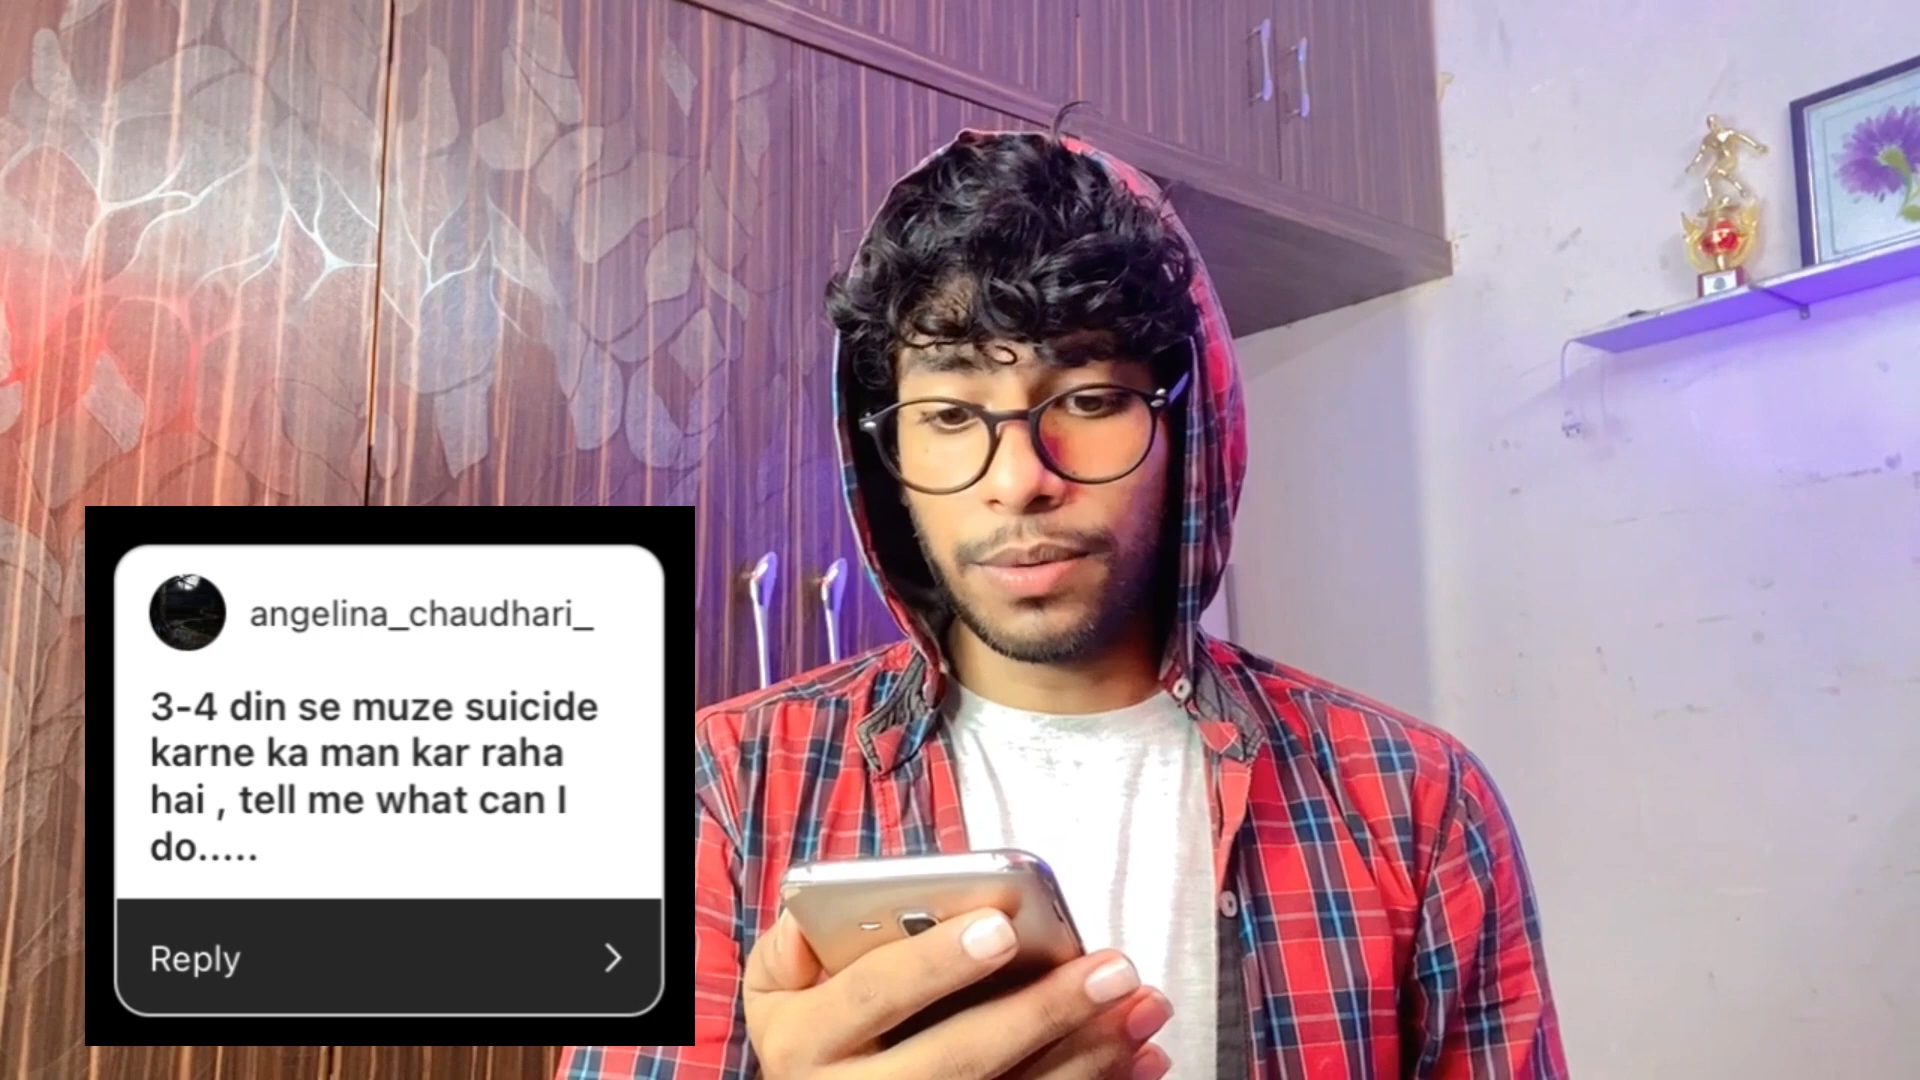 angelina_chaudhari_
3-4 din se muze suicide
karne ka man kar raha
hai , tell me what can I
do.....
Reply